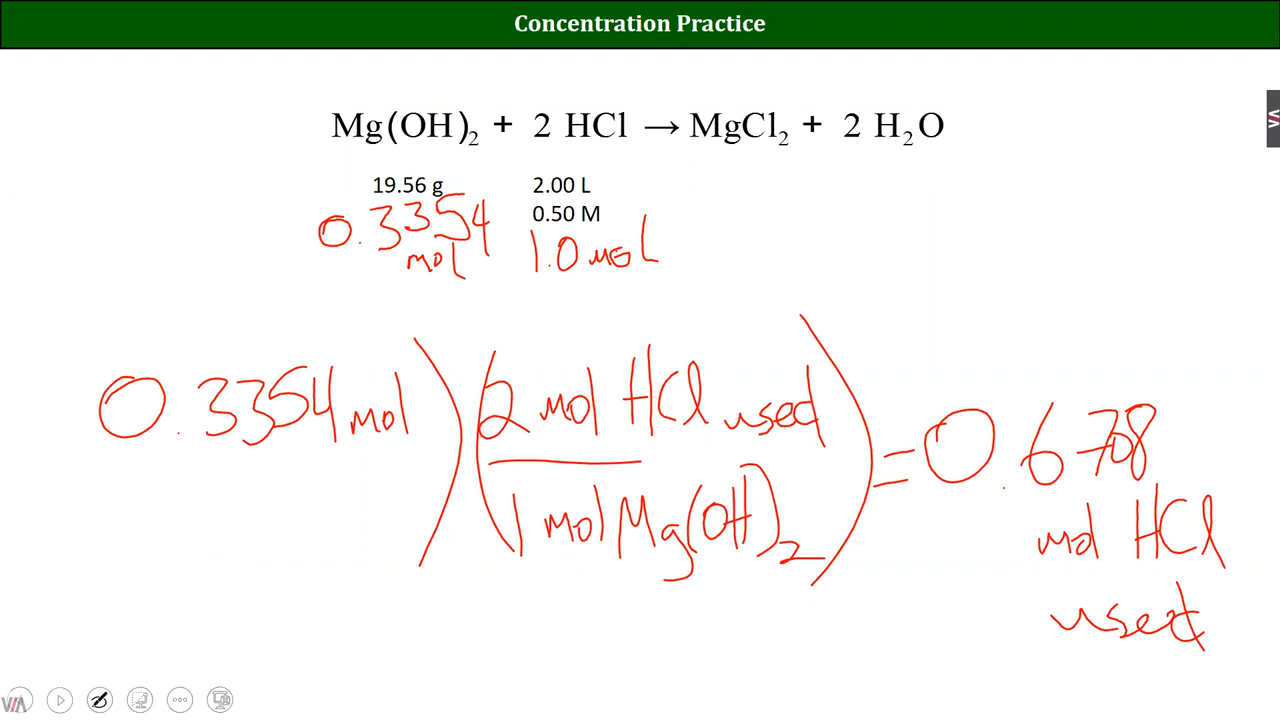 Concentration Practice
Mg(OH)₂ + 2 HCl → MgCl₂ + 2 H₂O
19.56 g 2.00 L
0.50 M
0.3354 1.0 mol
mol
0.3354 mol) (2 mol HCl used
1 mol Mg(OH)₂) = 0.6708
mol HCl
used
VIA